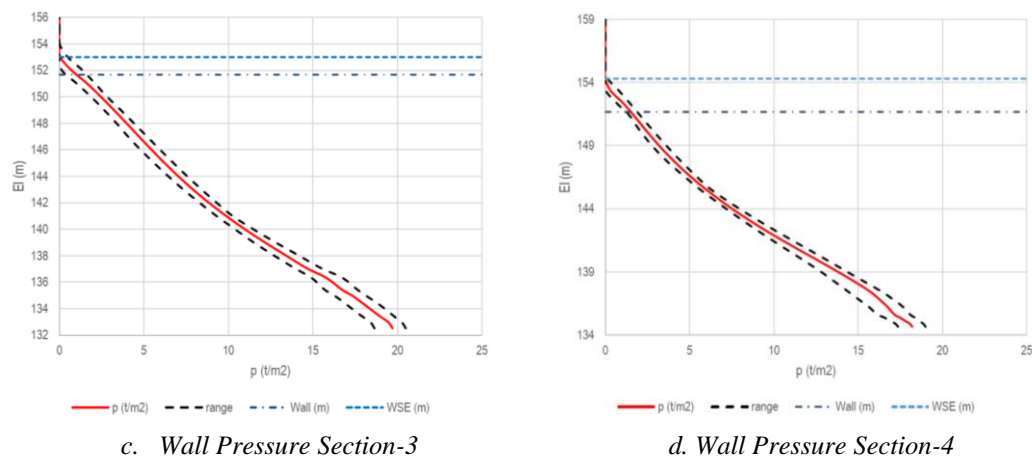 156
154
152
150
148
146
144
142
140
138
136
134
132
El (m)
0 5 10 15 20 25
p (t/m2)
p (t/m2) range Wall (m) WSE (m)
c. Wall Pressure Section-3
159
154
149
144
139
134
El (m)
0 5 10 15 20 25
p (t/m2)
p (t/m2) range Wall (m) WSE (m)
d. Wall Pressure Section-4